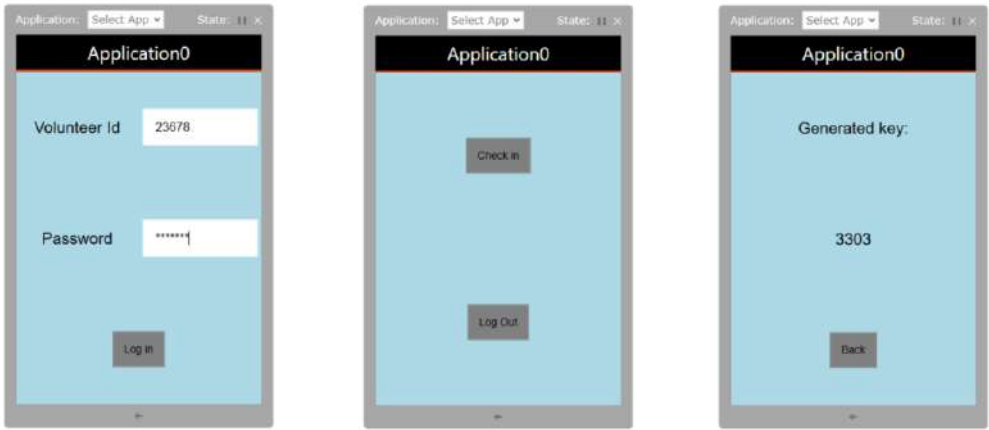 Application: Select App State:
Application0
Volunteer Id 23678
Password *******
Log in
Application: Select App State:
Application0
Check in
Log Out
Application: Select App State:
Application0
Generated key:
3303
Back